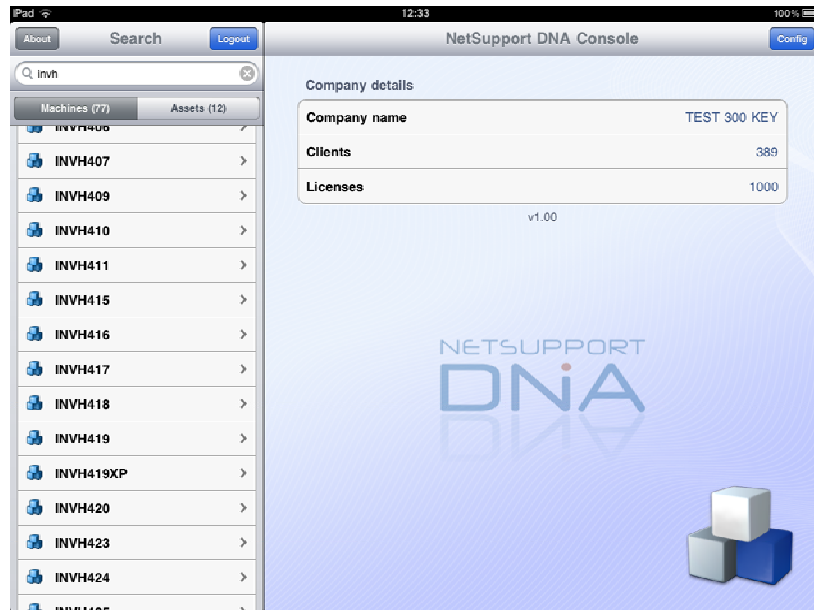 iPad 12:33 100%
About Search Logout NetSupport DNA Console Config
invh
Machines (77) Assets (12)
Company details
Company name TEST 300 KEY
Clients 389
Licenses 1000
v1.00
INVH406
INVH407
INVH409
INVH410
INVH411
INVH415
INVH416
INVH417
INVH418
INVH419
INVH419XP
INVH420
INVH423
INVH424
NETSUPPORT
DNA